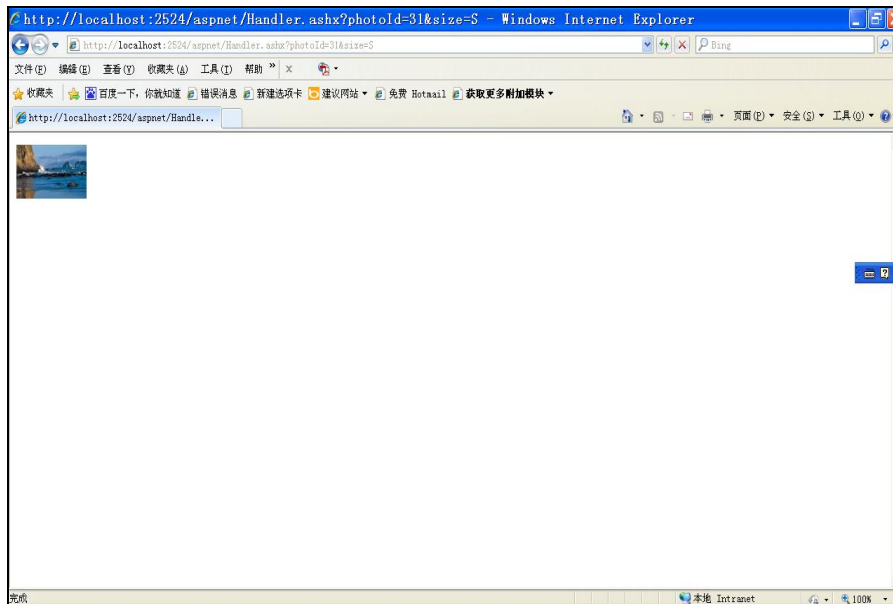 http://localhost:2524/aspnet/Handler.ashx?photoId=31&size=S - Windows Internet Explorer
http://localhost:2524/aspnet/Handler.ashx?photoId=31&size=S Bing
文件(F) 编辑(E) 查看(V) 收藏夹(A) 工具(T) 帮助 » x
收藏夹 百度一下，你就知道 错误消息 新建选项卡 建议网站 免费 Hotmail 获取更多附加模块
http://localhost:2524/aspnet/Handle... 页面(P) 安全(S) 工具(O)
完成 本地 Intranet 100%